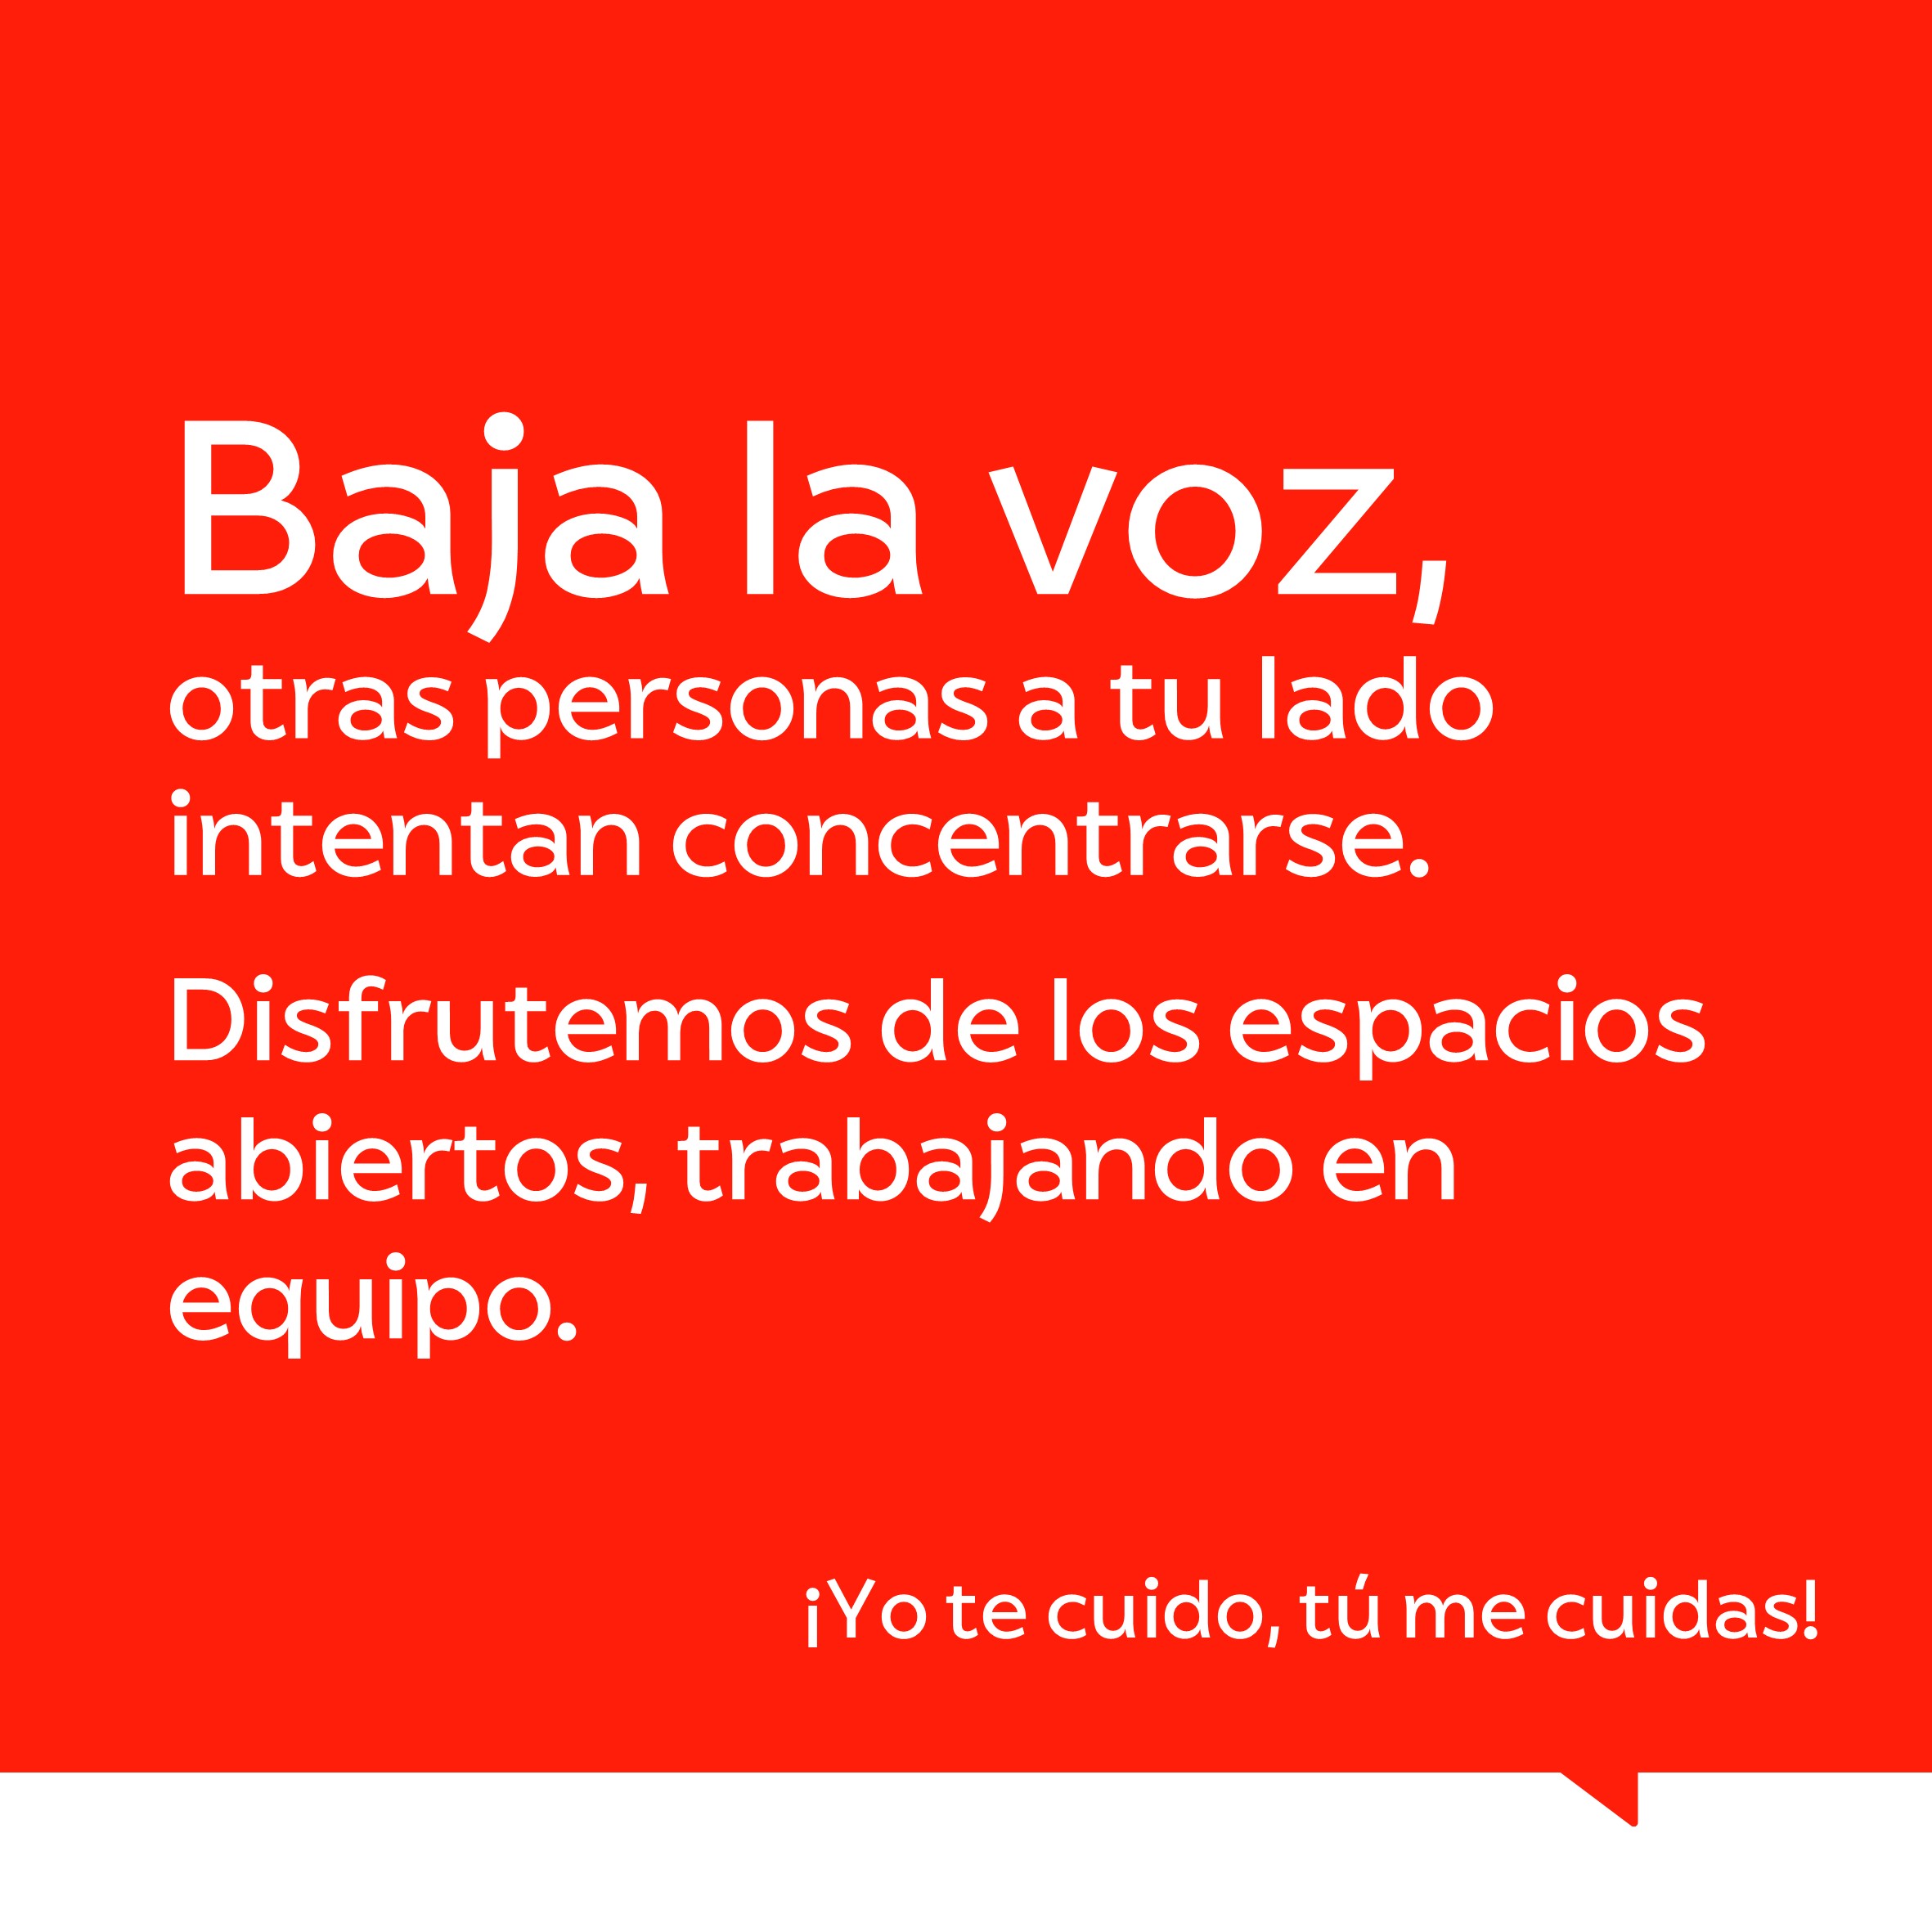 Baja la voz,
otras personas a tu lado
intentan concentrarse.
Disfrutemos de los espacios
abiertos, trabajando en
equipo.
¡Yo te cuido, tú me cuidas!